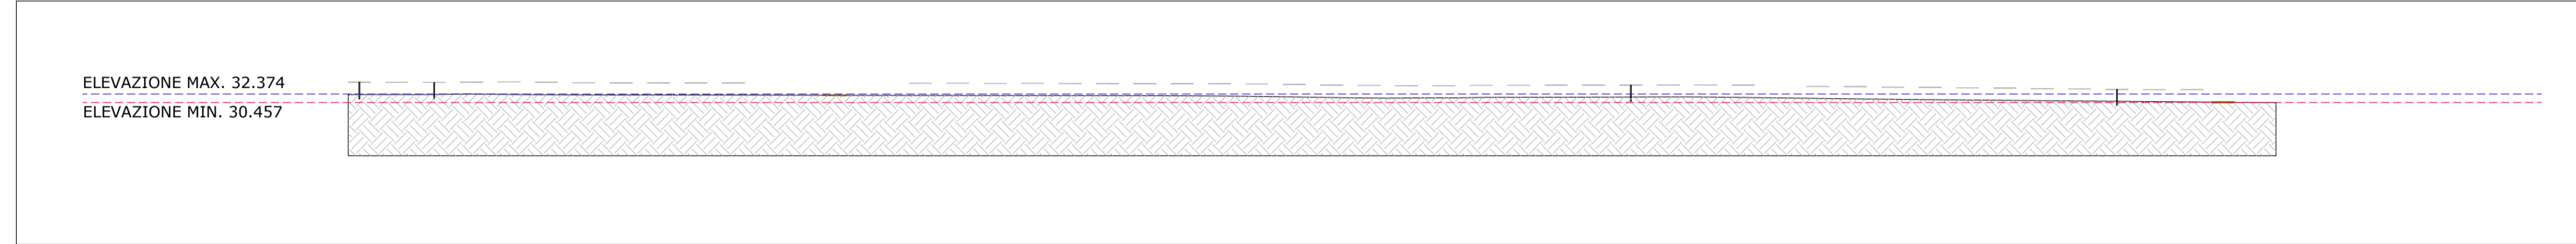 ELEVAZIONE MAX. 32.374
ELEVAZIONE MIN. 30.457